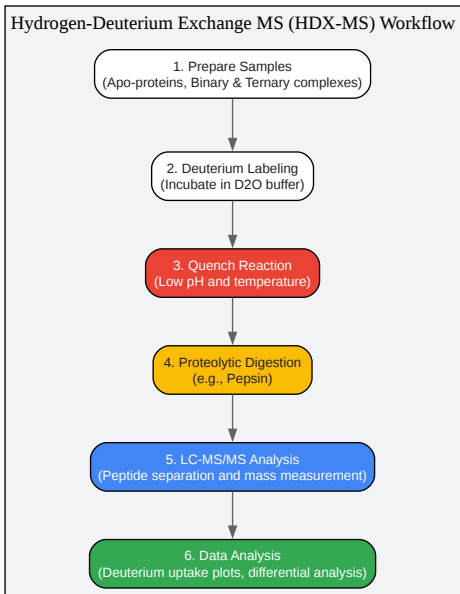 Hydrogen-Deuterium Exchange MS (HDX-MS) Workflow
1. Prepare Samples
(Apo-proteins, Binary & Ternary complexes)
2. Deuterium Labeling
(Incubate in D2O buffer)
3. Quench Reaction
(Low pH and temperature)
4. Proteolytic Digestion
(e.g., Pepsin)
5. LC-MS/MS Analysis
(Peptide separation and mass measurement)
6. Data Analysis
(Deuterium uptake plots, differential analysis)